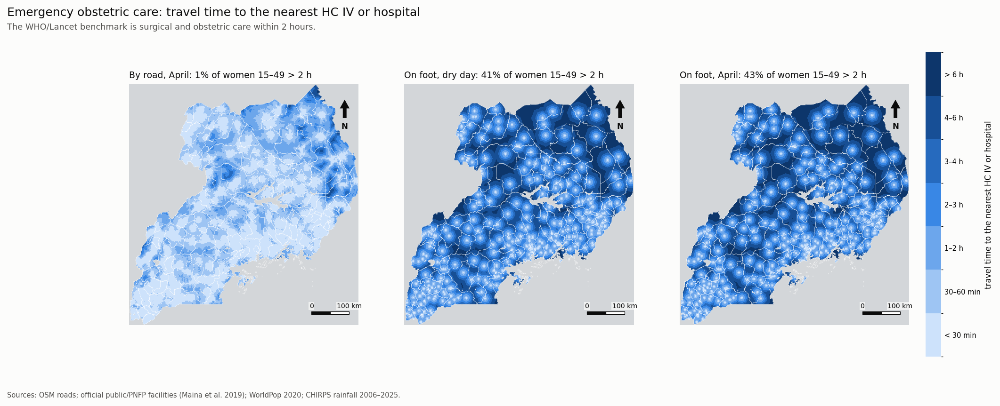 Emergency obstetric care: travel time to the nearest HC IV or hospital
The WHO/Lancet benchmark is surgical and obstetric care within 2 hours.
By road, April: 1% of women 15–49 > 2 h
N
0 100 km
On foot, dry day: 41% of women 15–49 > 2 h
N
0 100 km
On foot, April: 43% of women 15–49 > 2 h
N
0 100 km
> 6 h
4–6 h
3–4 h
2–3 h
1–2 h
30–60 min
< 30 min
travel time to the nearest HC IV or hospital
Sources: OSM roads; official public/PNFP facilities (Maina et al. 2019); WorldPop 2020; CHIRPS rainfall 2006–2025.